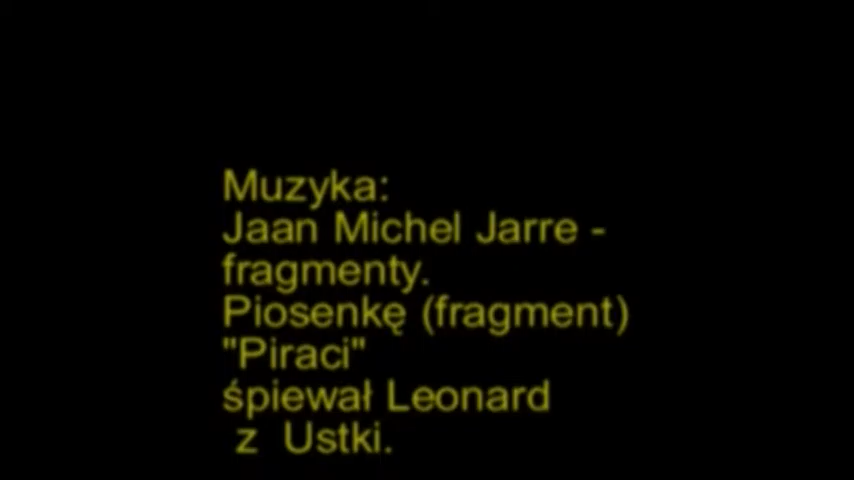 Muzyka:
Jaan Michel Jarre -
fragmenty.
Piosenkę (fragment)
"Piraci"
śpiewał Leonard
z Ustki.